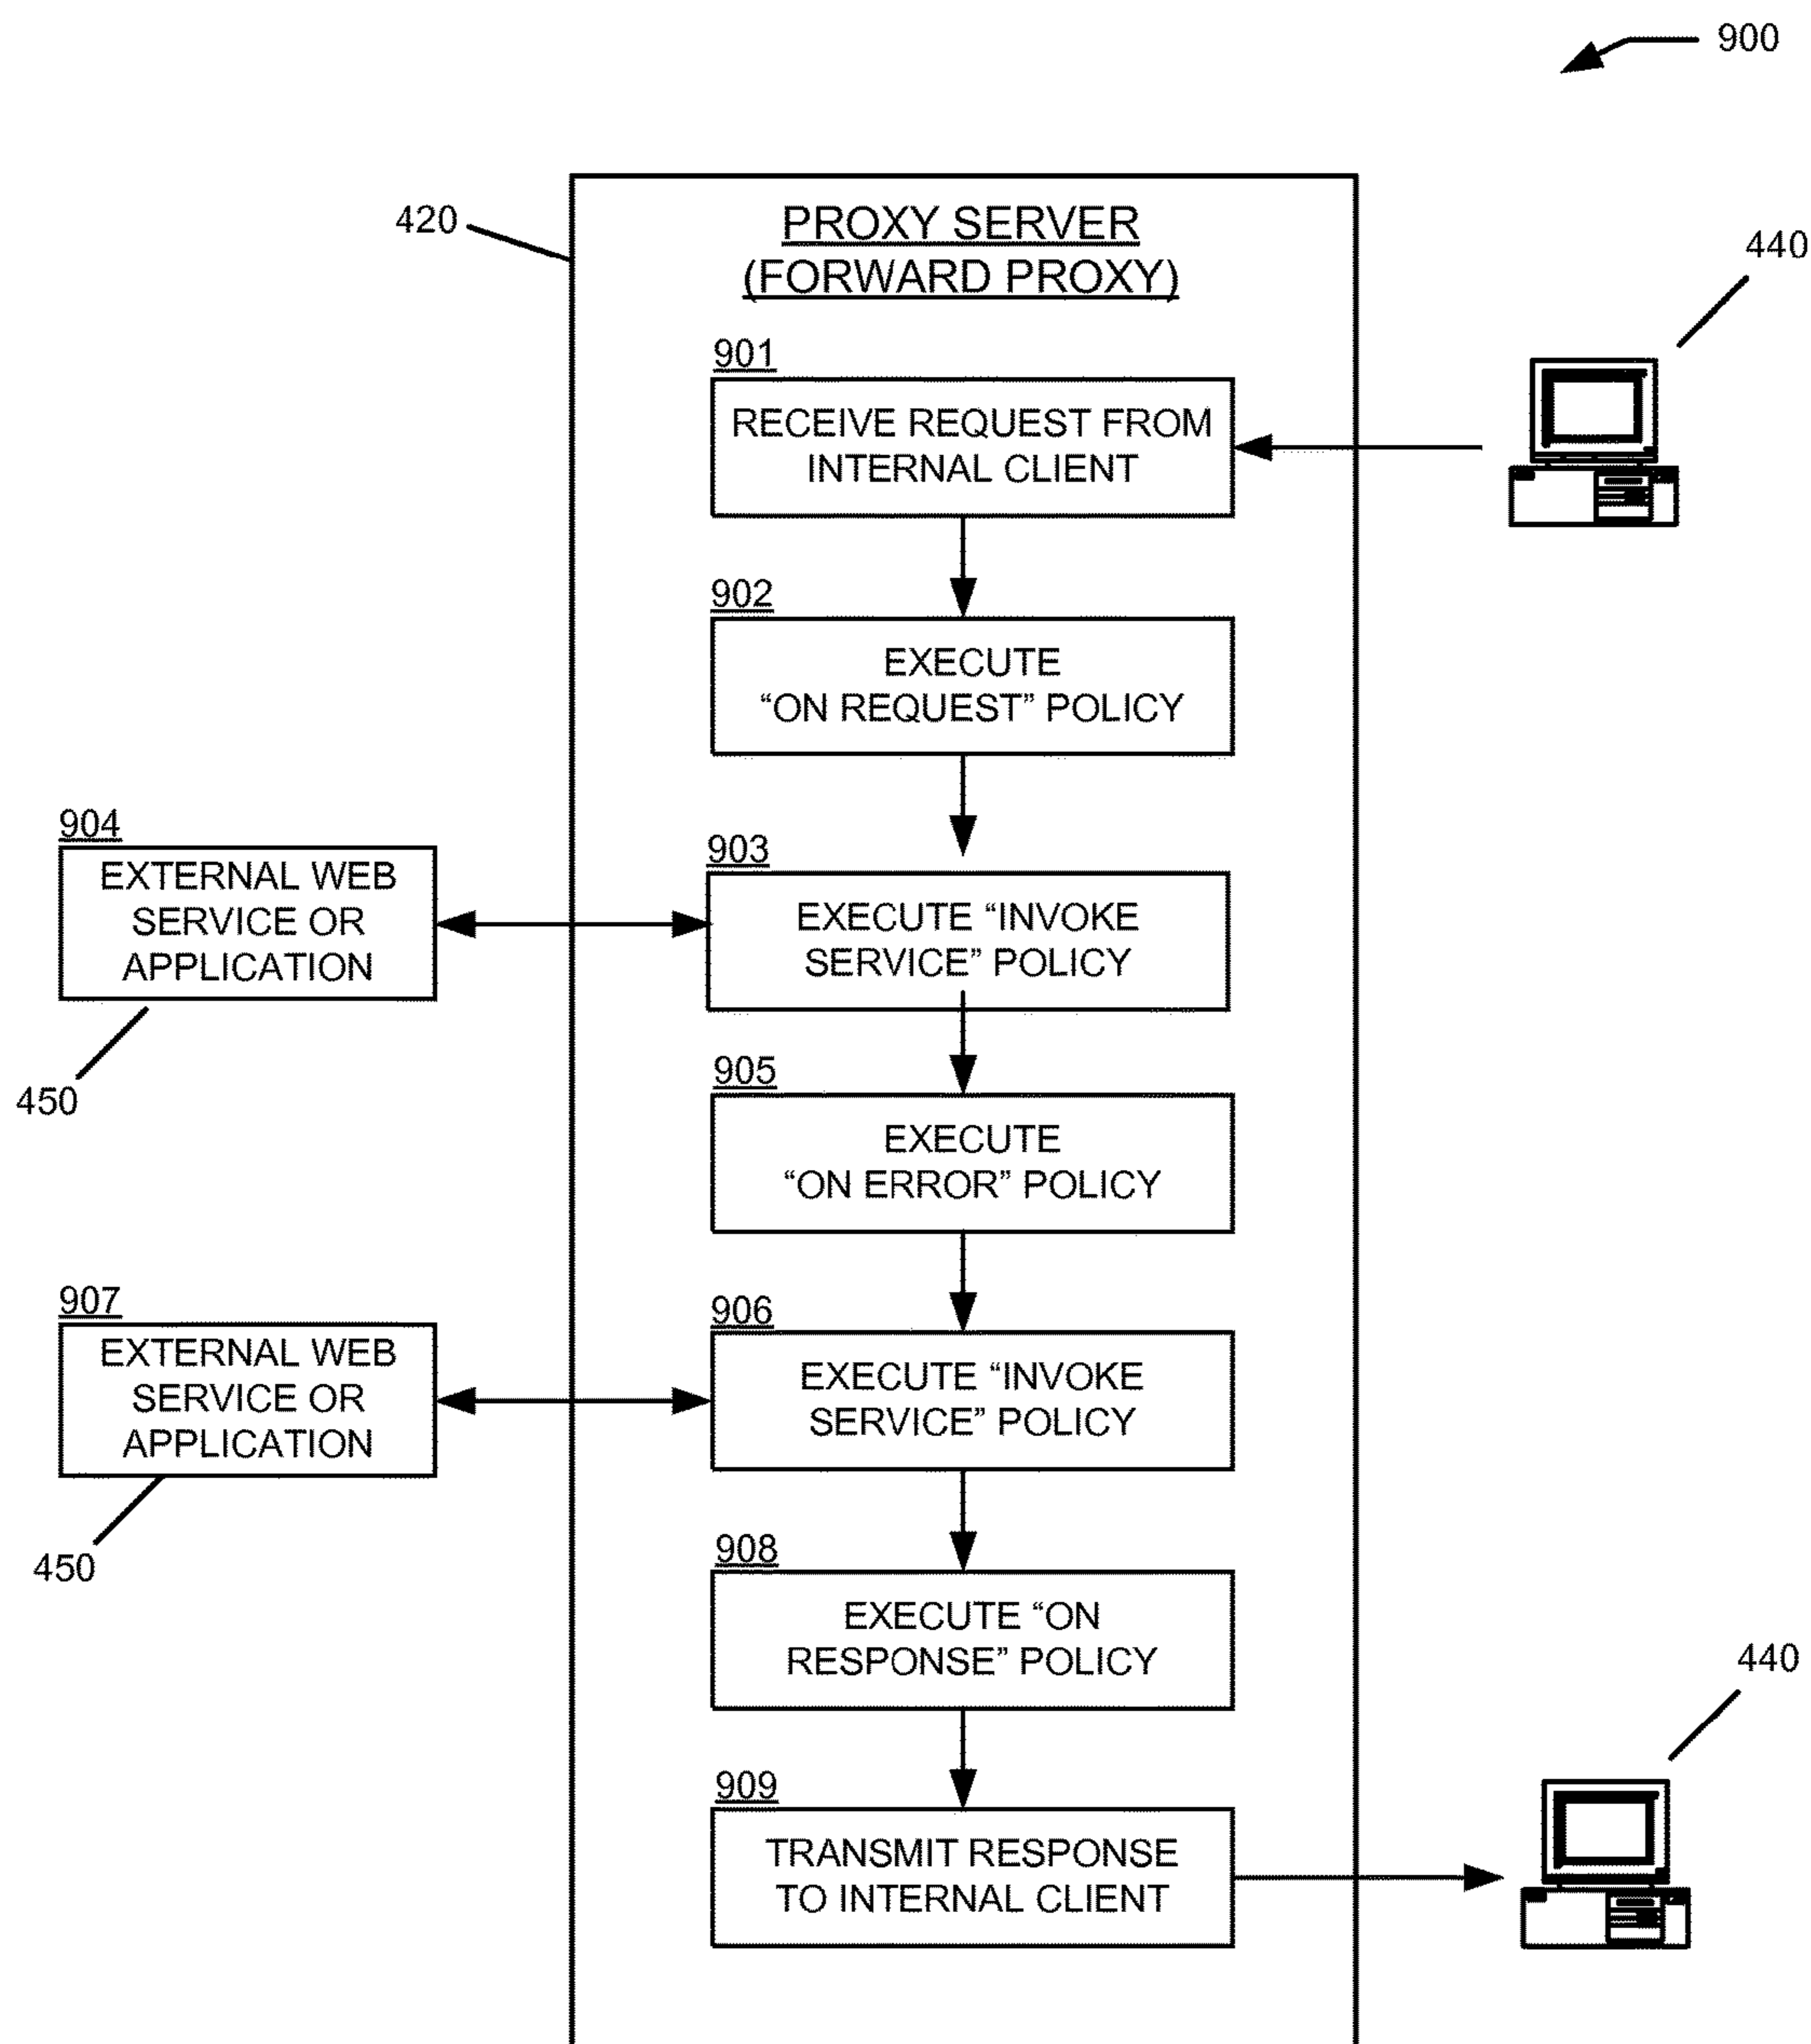 900
420
PROXY SERVER
(FORWARD PROXY)
440
901
RECEIVE REQUEST FROM
INTERNAL CLIENT
902
EXECUTE
“ON REQUEST” POLICY
904
EXTERNAL WEB
SERVICE OR
APPLICATION
450
903
EXECUTE “INVOKE
SERVICE” POLICY
905
EXECUTE
“ON ERROR” POLICY
907
EXTERNAL WEB
SERVICE OR
APPLICATION
450
906
EXECUTE “INVOKE
SERVICE” POLICY
908
EXECUTE “ON
RESPONSE” POLICY
440
909
TRANSMIT RESPONSE
TO INTERNAL CLIENT